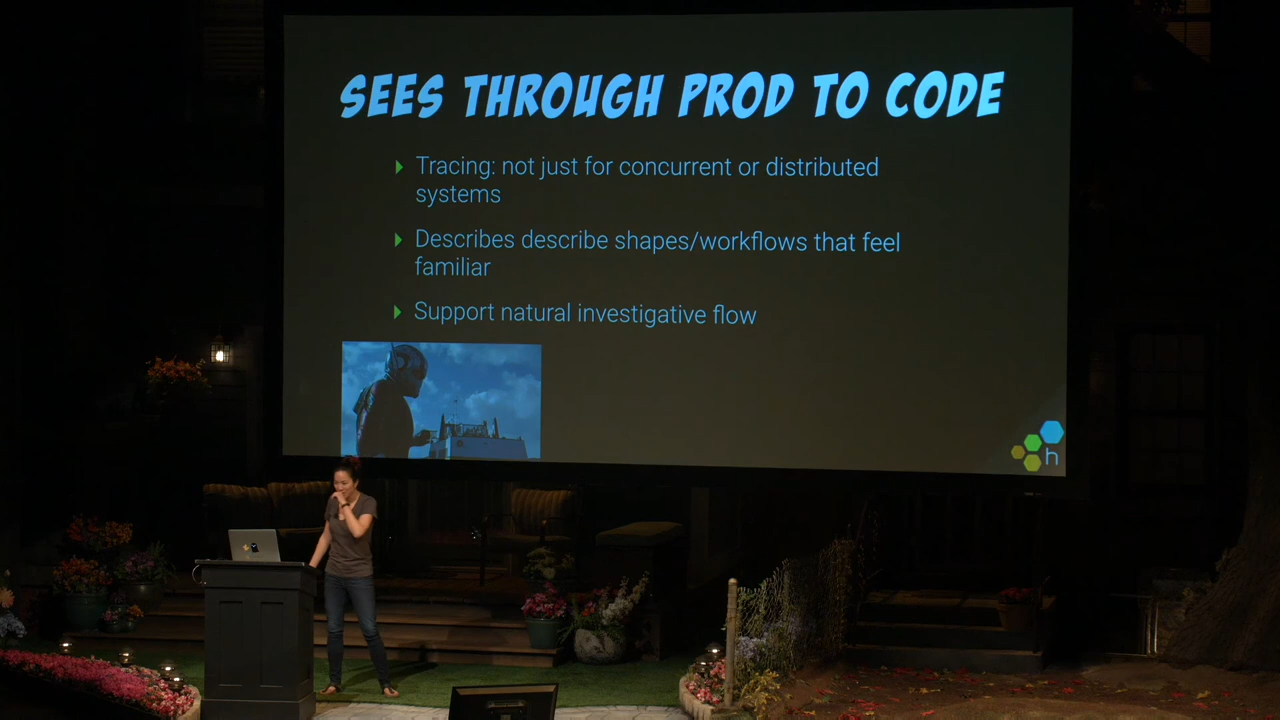 SEES THROUGH PROD TO CODE
Tracing: not just for concurrent or distributed
systems
Describes describe shapes/workflows that feel
familiar
Support natural investigative flow
h